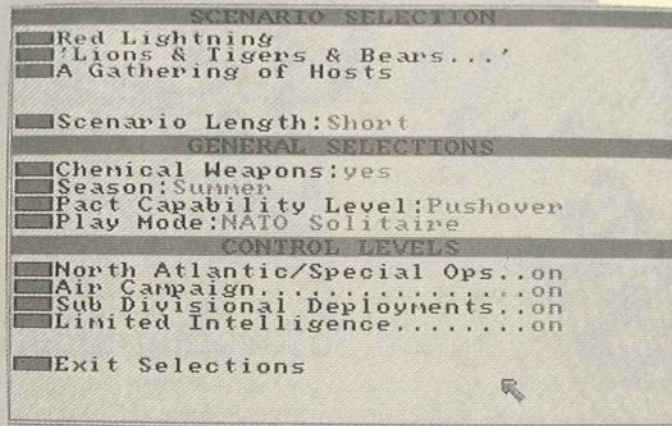 SCENARIO SELECTION
Red Lightning
'Lions & Tigers & Bears...'
A Gathering of Hosts
Scenario Length:Short
GENERAL SELECTIONS
Chemical Weapons:yes
Season:Summer
Pact Capability Level:Pushover
Play Mode:NATO Solitaire
CONTROL LEVELS
North Atlantic/Special Ops..on
Air Campaign................on
Sub Divisional Deployments..on
Limited Intelligence........on
Exit Selections